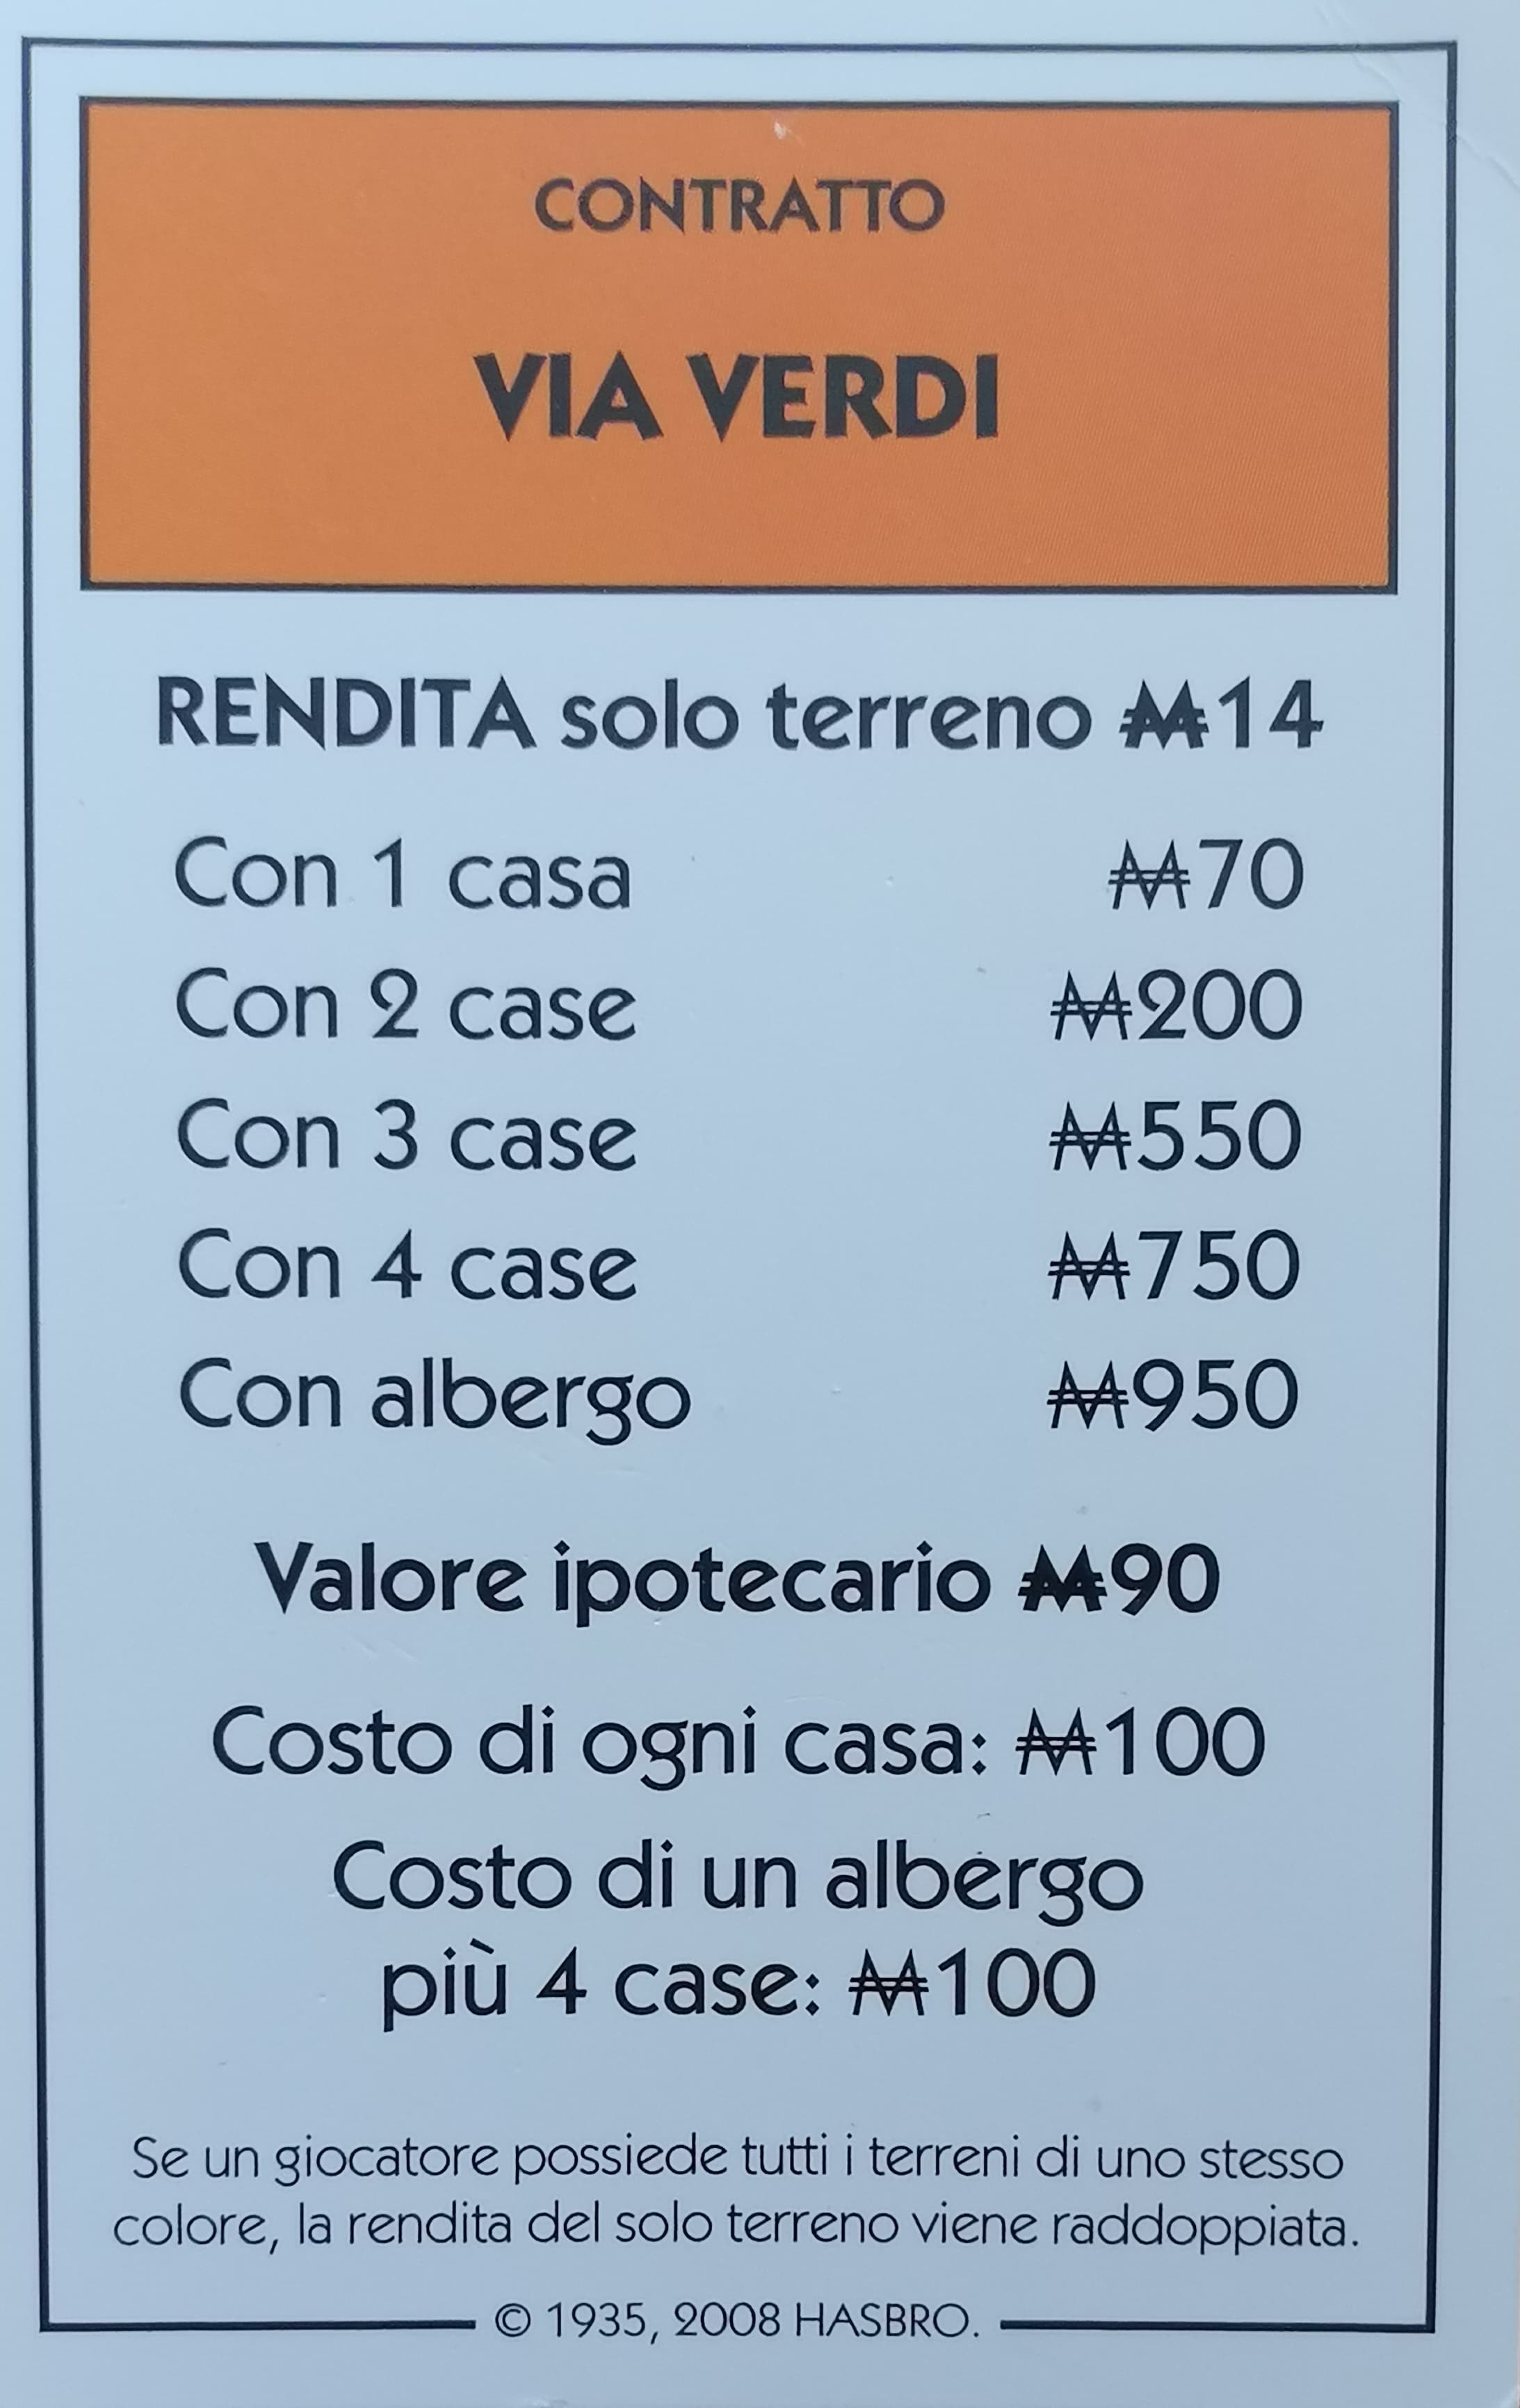 CONTRATTO
VIA VERDI
RENDITA solo terreno ₩14
Con 1 casa ₩70
Con 2 case ₩200
Con 3 case ₩550
Con 4 case ₩750
Con albergo ₩950
Valore ipotecario ₩90
Costo di ogni casa: ₩100
Costo di un albergo
più 4 case: ₩100
Se un giocatore possiede tutti i terreni di uno stesso
colore, la rendita del solo terreno viene raddoppiata.
© 1935, 2008 HASBRO.